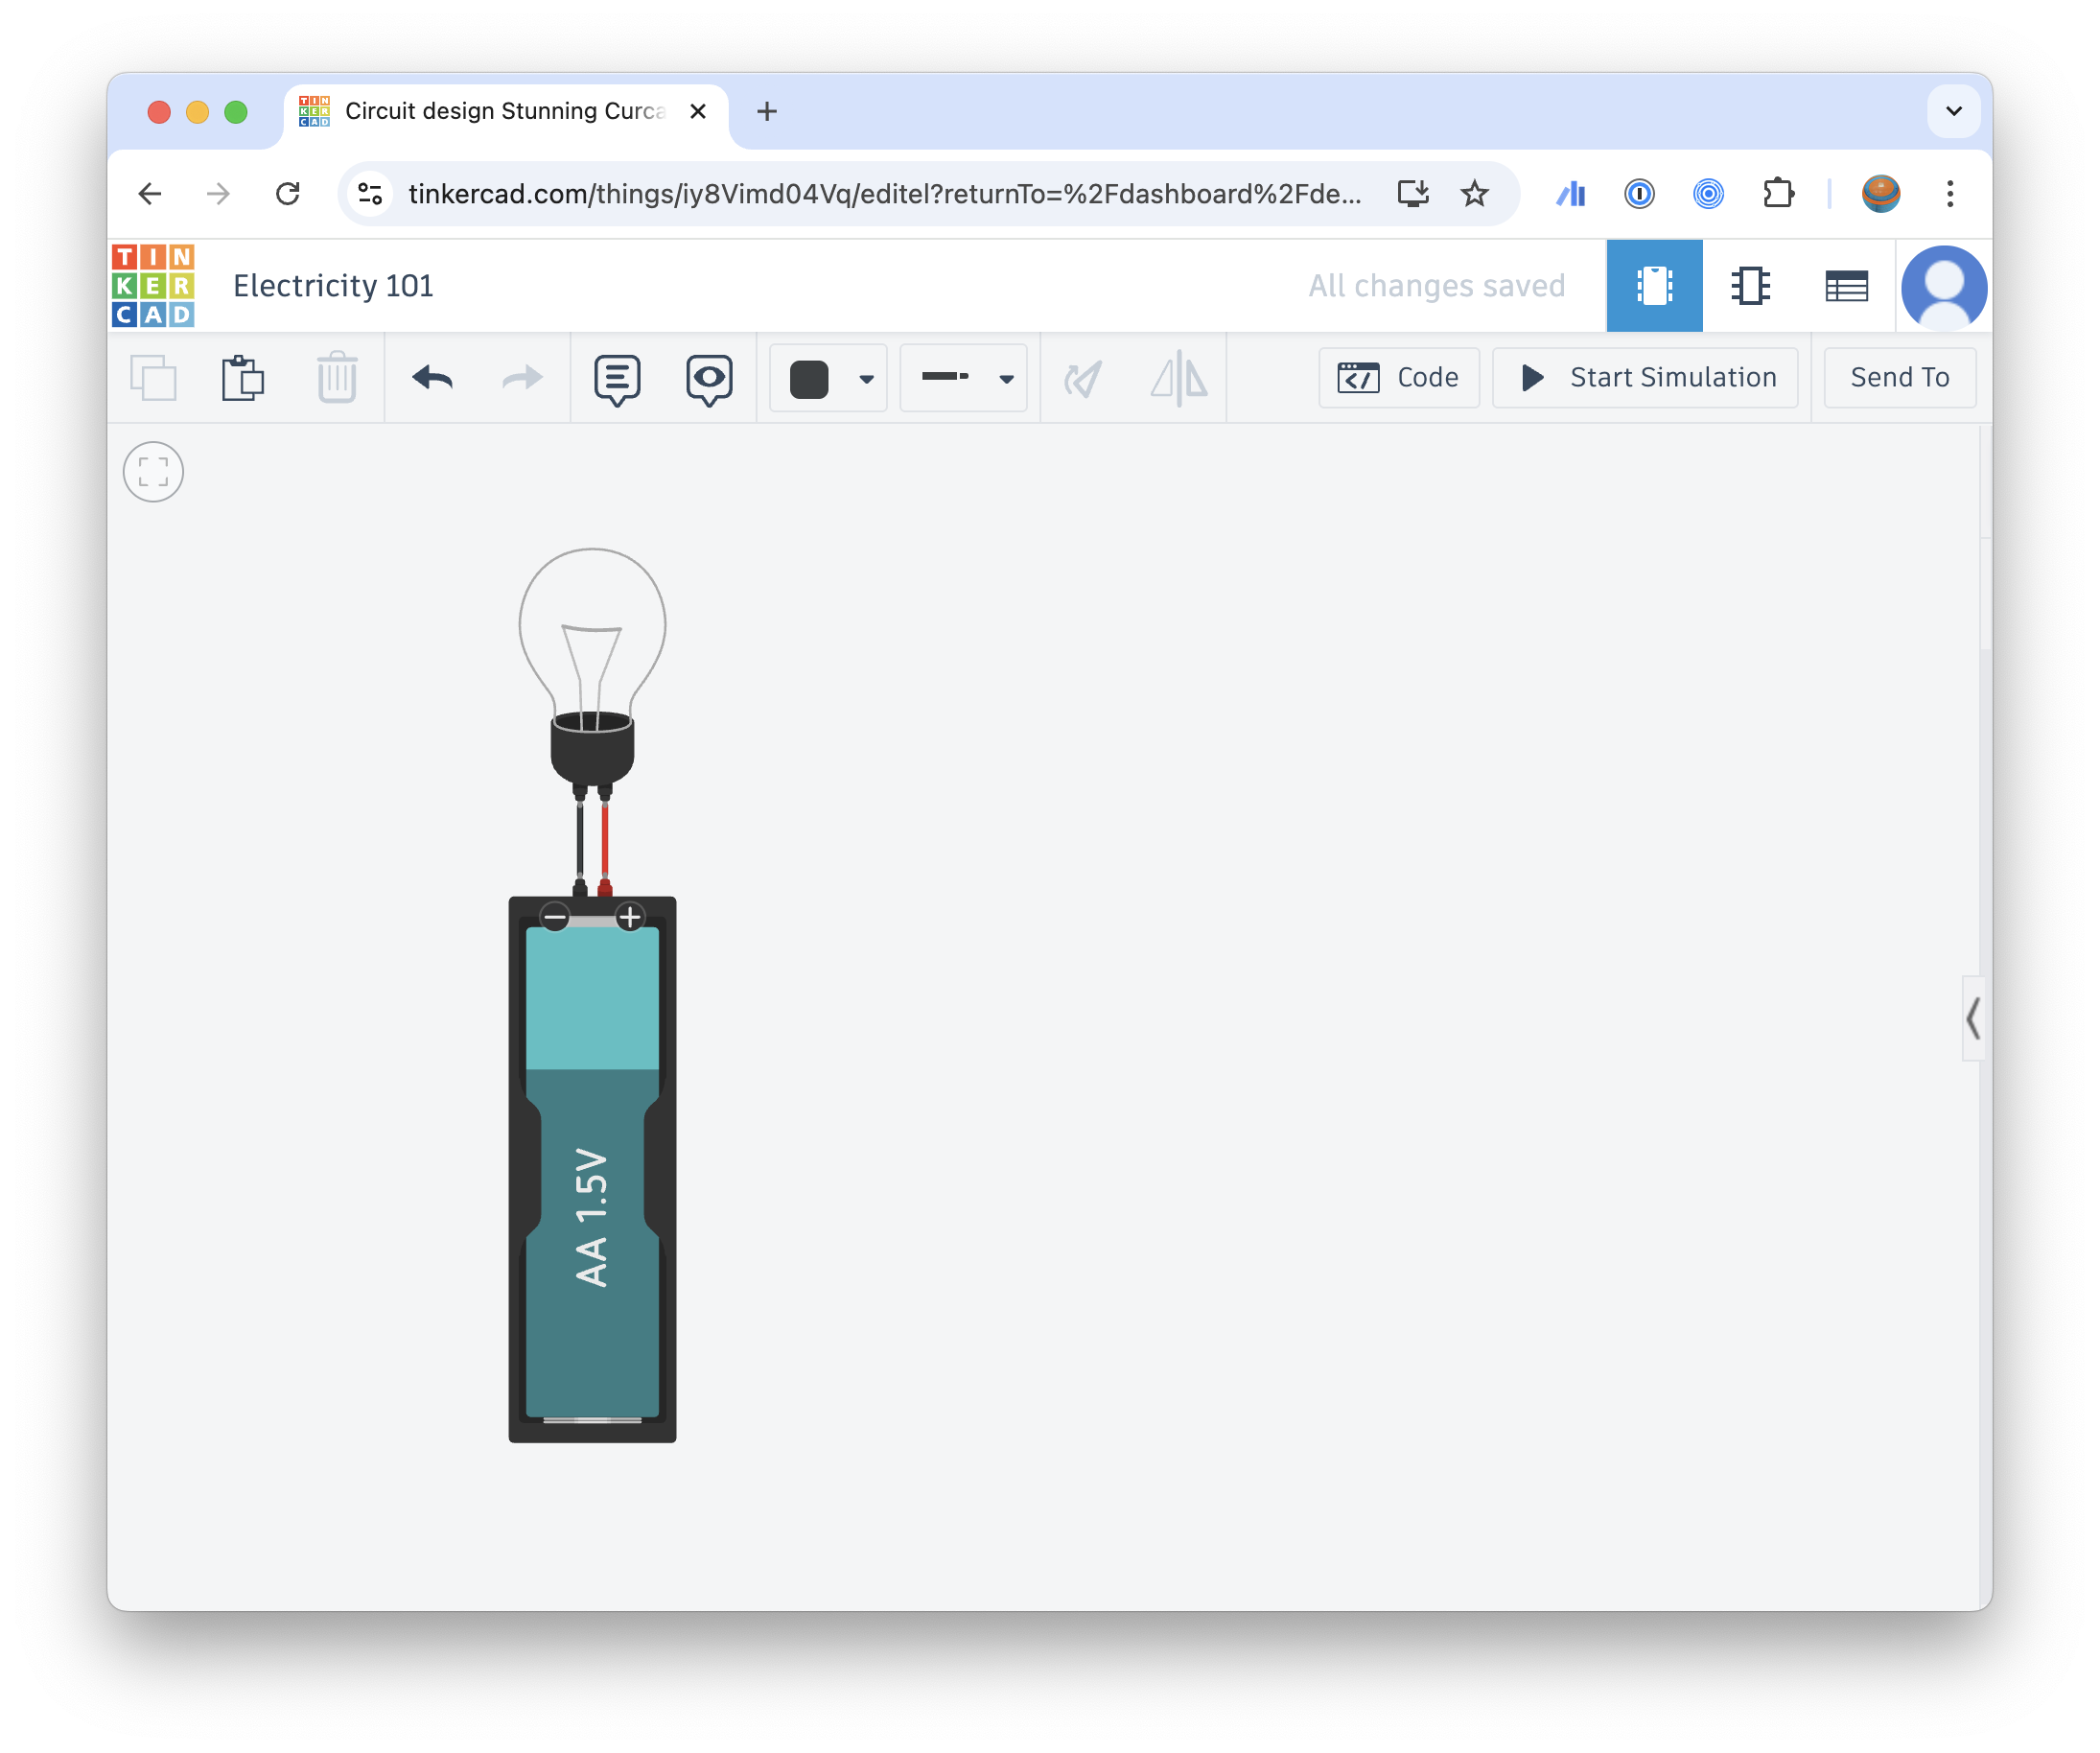 Circuit design Stunning Curca
tinkercad.com/things/iy8Vimd04Vq/editel?returnTo=%2Fdashboard%2Fde...
TIN
KER
CAD
Electricity 101
All changes saved
Code
Start Simulation
Send To
AA 1.5V